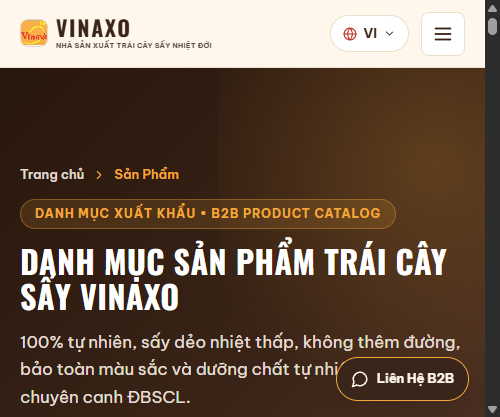 Vinaxo
VINAXO
NHÀ SẢN XUẤT TRÁI CÂY SẤY NHIỆT ĐỚI
VI
Trang chủ > Sản Phẩm
DANH MỤC XUẤT KHẨU • B2B PRODUCT CATALOG
DANH MỤC SẢN PHẨM TRÁI CÂY
SẤY VINAXO
100% tự nhiên, sấy dẻo nhiệt thấp, không thêm đường,
bảo toàn màu sắc và dưỡng chất tự
chuyên canh ĐBSCL.
Liên Hệ B2B